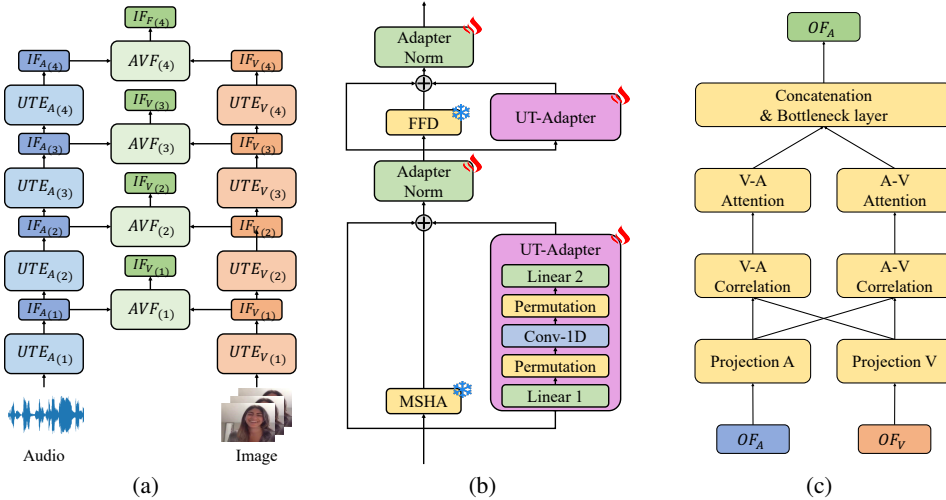 IF_F(4)
IF_A(4)
AVF(4)
IF_V(4)
UTE_A(4)
IF_V(3)
UTE_V(4)
IF_A(3)
AVF(3)
IF_V(3)
UTE_A(3)
IF_V(2)
UTE_V(3)
IF_A(2)
AVF(2)
IF_V(2)
UTE_A(2)
IF_V(1)
UTE_V(2)
IF_A(1)
AVF(1)
IF_V(1)
UTE_A(1)
UTE_V(1)
Audio
Image
(a)
Adapter
Norm
FFD
UT-Adapter
Adapter
Norm
UT-Adapter
Linear 2
Permutation
Conv-1D
Permutation
MSHA
Linear 1
(b)
OF_A
Concatenation
& Bottleneck layer
V-A
Attention
A-V
Attention
V-A
Correlation
A-V
Correlation
Projection A
Projection V
OF_A
OF_V
(c)